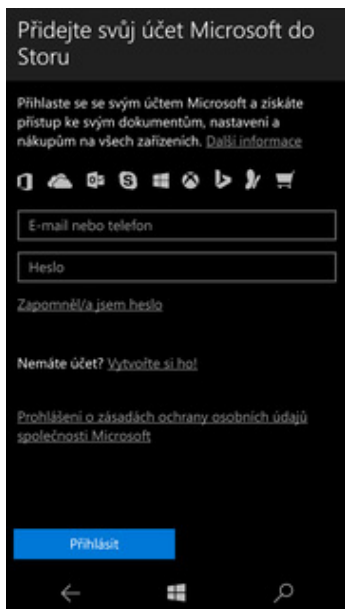 Přidejte svůj účet Microsoft do
Storu
Přihlaste se se svým účtem Microsoft a získáte
přístup ke svým dokumentům, nastavení a
nákupům na všech zařízeních. Další informace
E-mail nebo telefon
Heslo
Zapomněl/a jsem heslo
Nemáte účet? Vytvořte si ho!
Prohlášení o zásadách ochrany osobních údajů
společnosti Microsoft
Přihlásit